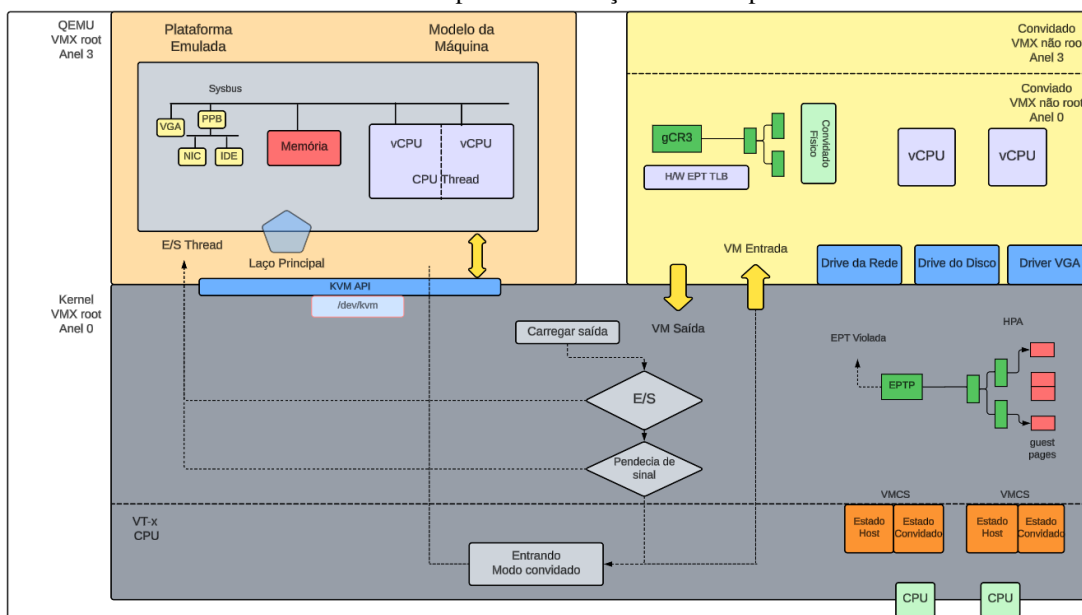 QEMU
VMX root
Anel 3
Plataforma
Emulada
Modelo da
Máquina
Sysbus
VGA
PPB
NIC
IDE
Memória
vCPU
vCPU
CPU Thread
E/S Thread
Laço Principal
KVM API
/dev/kvm
Convidado
VMX não root
Anel 3
Conviado
VMX não root
Anel 0
gCR3
H/W EPT TLB
Convidado
Físico
vCPU
vCPU
VM Entrada
Drive da Rede
Drive do Disco
Driver VGA
Kernel
VMX root
Anel 0
Carregar saída
VM Saída
E/S
Pendecia de
sinal
EPT Violada
HPA
EPTP
guest
pages
VT-x
CPU
Entrando
Modo convidado
VMCS
VMCS
Estado
Host
Estado
Convidado
Estado
Host
Estado
Convidado
CPU
CPU